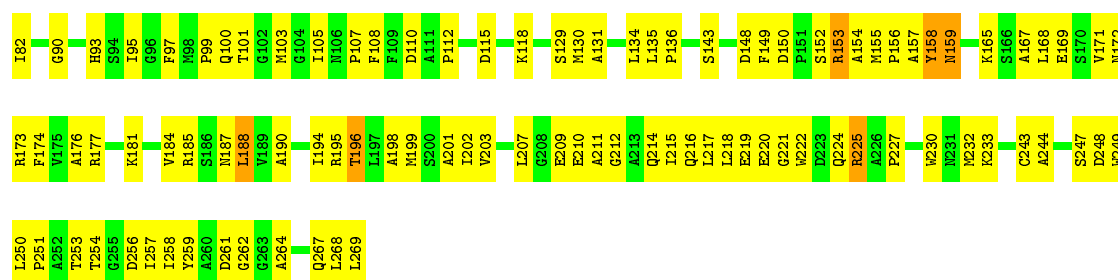 I82 G90 H93 S94 I95 G96 F97 M98 P99 Q100 T101 G102 M103 G104 I105 N106 P107 F108 F109 D110 A111 P112 D115 K118 S129 M130 A131 L134 L135 P136 S143 D148 F149 D150 P151 S152 R153 A154 M155 P156 A157 Y158 N159 K165 S166 A167 L168 E169 S170 V171 N172
R173 F174 V175 A176 R177 K181 V184 R185 S186 N187 L188 V189 A190 I194 R195 T196 L197 A198 M199 S200 A201 I202 V203 L207 G208 E209 E210 A211 G212 A213 Q214 I215 Q216 L217 L218 E219 E220 G221 W222 D223 Q224 R225 A226 P227 W230 N231 M232 K233 C243 A244 S247 D248 W249
L250 P251 A252 T253 T254 G255 D256 I257 I258 Y259 A260 D261 G262 G263 A264 Q267 L268 L269